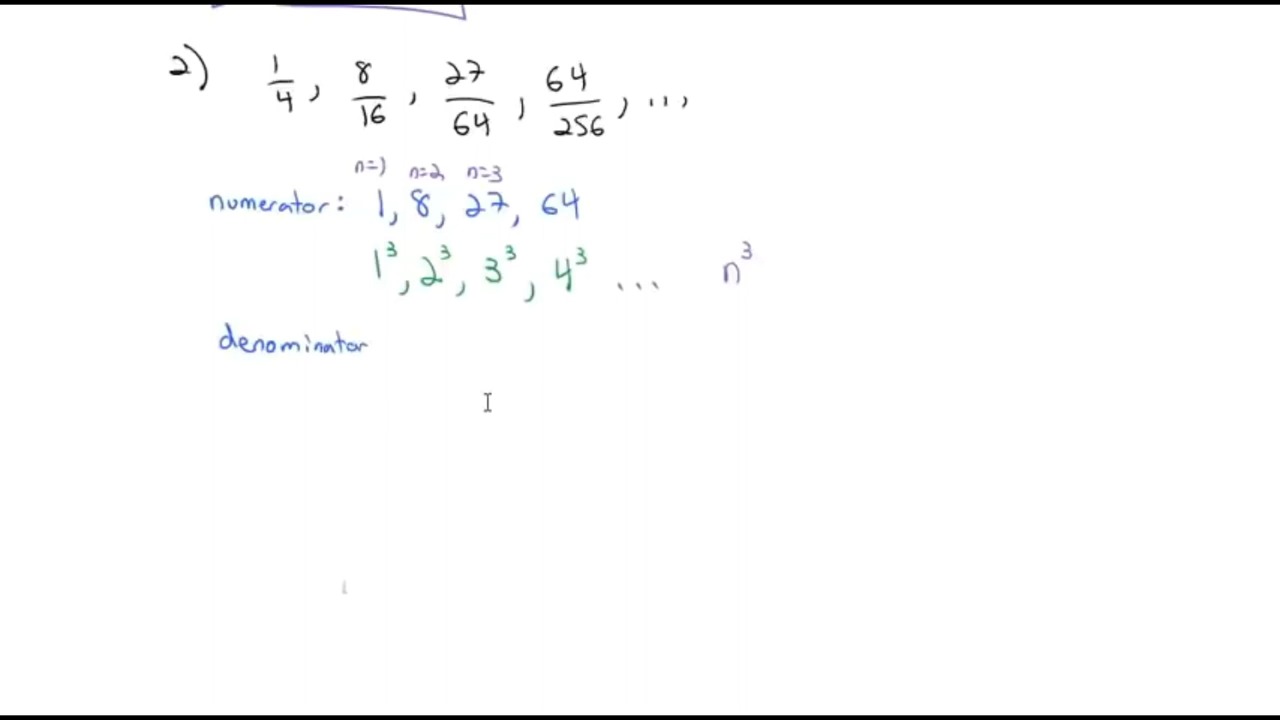 2) 1/4, 8/16, 27/64, 64/256, ...,
n=1 n=2 n=3
numerator: 1, 8, 27, 64
1³, 2³, 3³, 4³ ... n³
denominator